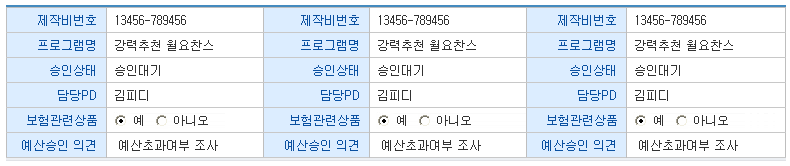 제작비번호 13456-789456 제작비번호 13456-789456 제작비번호 13456-789456
프로그램명 강력추천 월요찬스 프로그램명 강력추천 월요찬스 프로그램명 강력추천 월요찬스
승인상태 승인대기 승인상태 승인대기 승인상태 승인대기
담당PD 김피디 담당PD 김피디 담당PD 김피디
보험관련상품 예 아니오 보험관련상품 예 아니오 보험관련상품 예 아니오
예산승인 의견 예산초과여부 조사 예산승인 의견 예산초과여부 조사 예산승인 의견 예산초과여부 조사